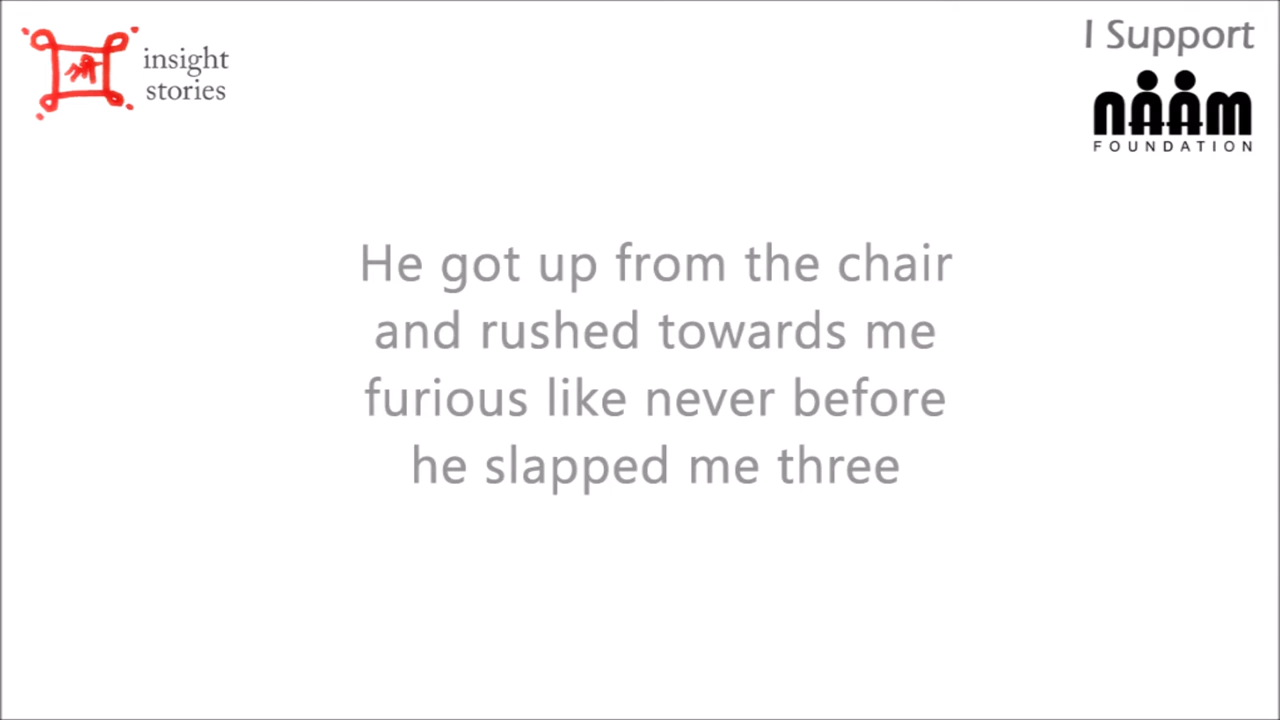 insight
stories
I Support
NAAM
FOUNDATION
He got up from the chair
and rushed towards me
furious like never before
he slapped me three